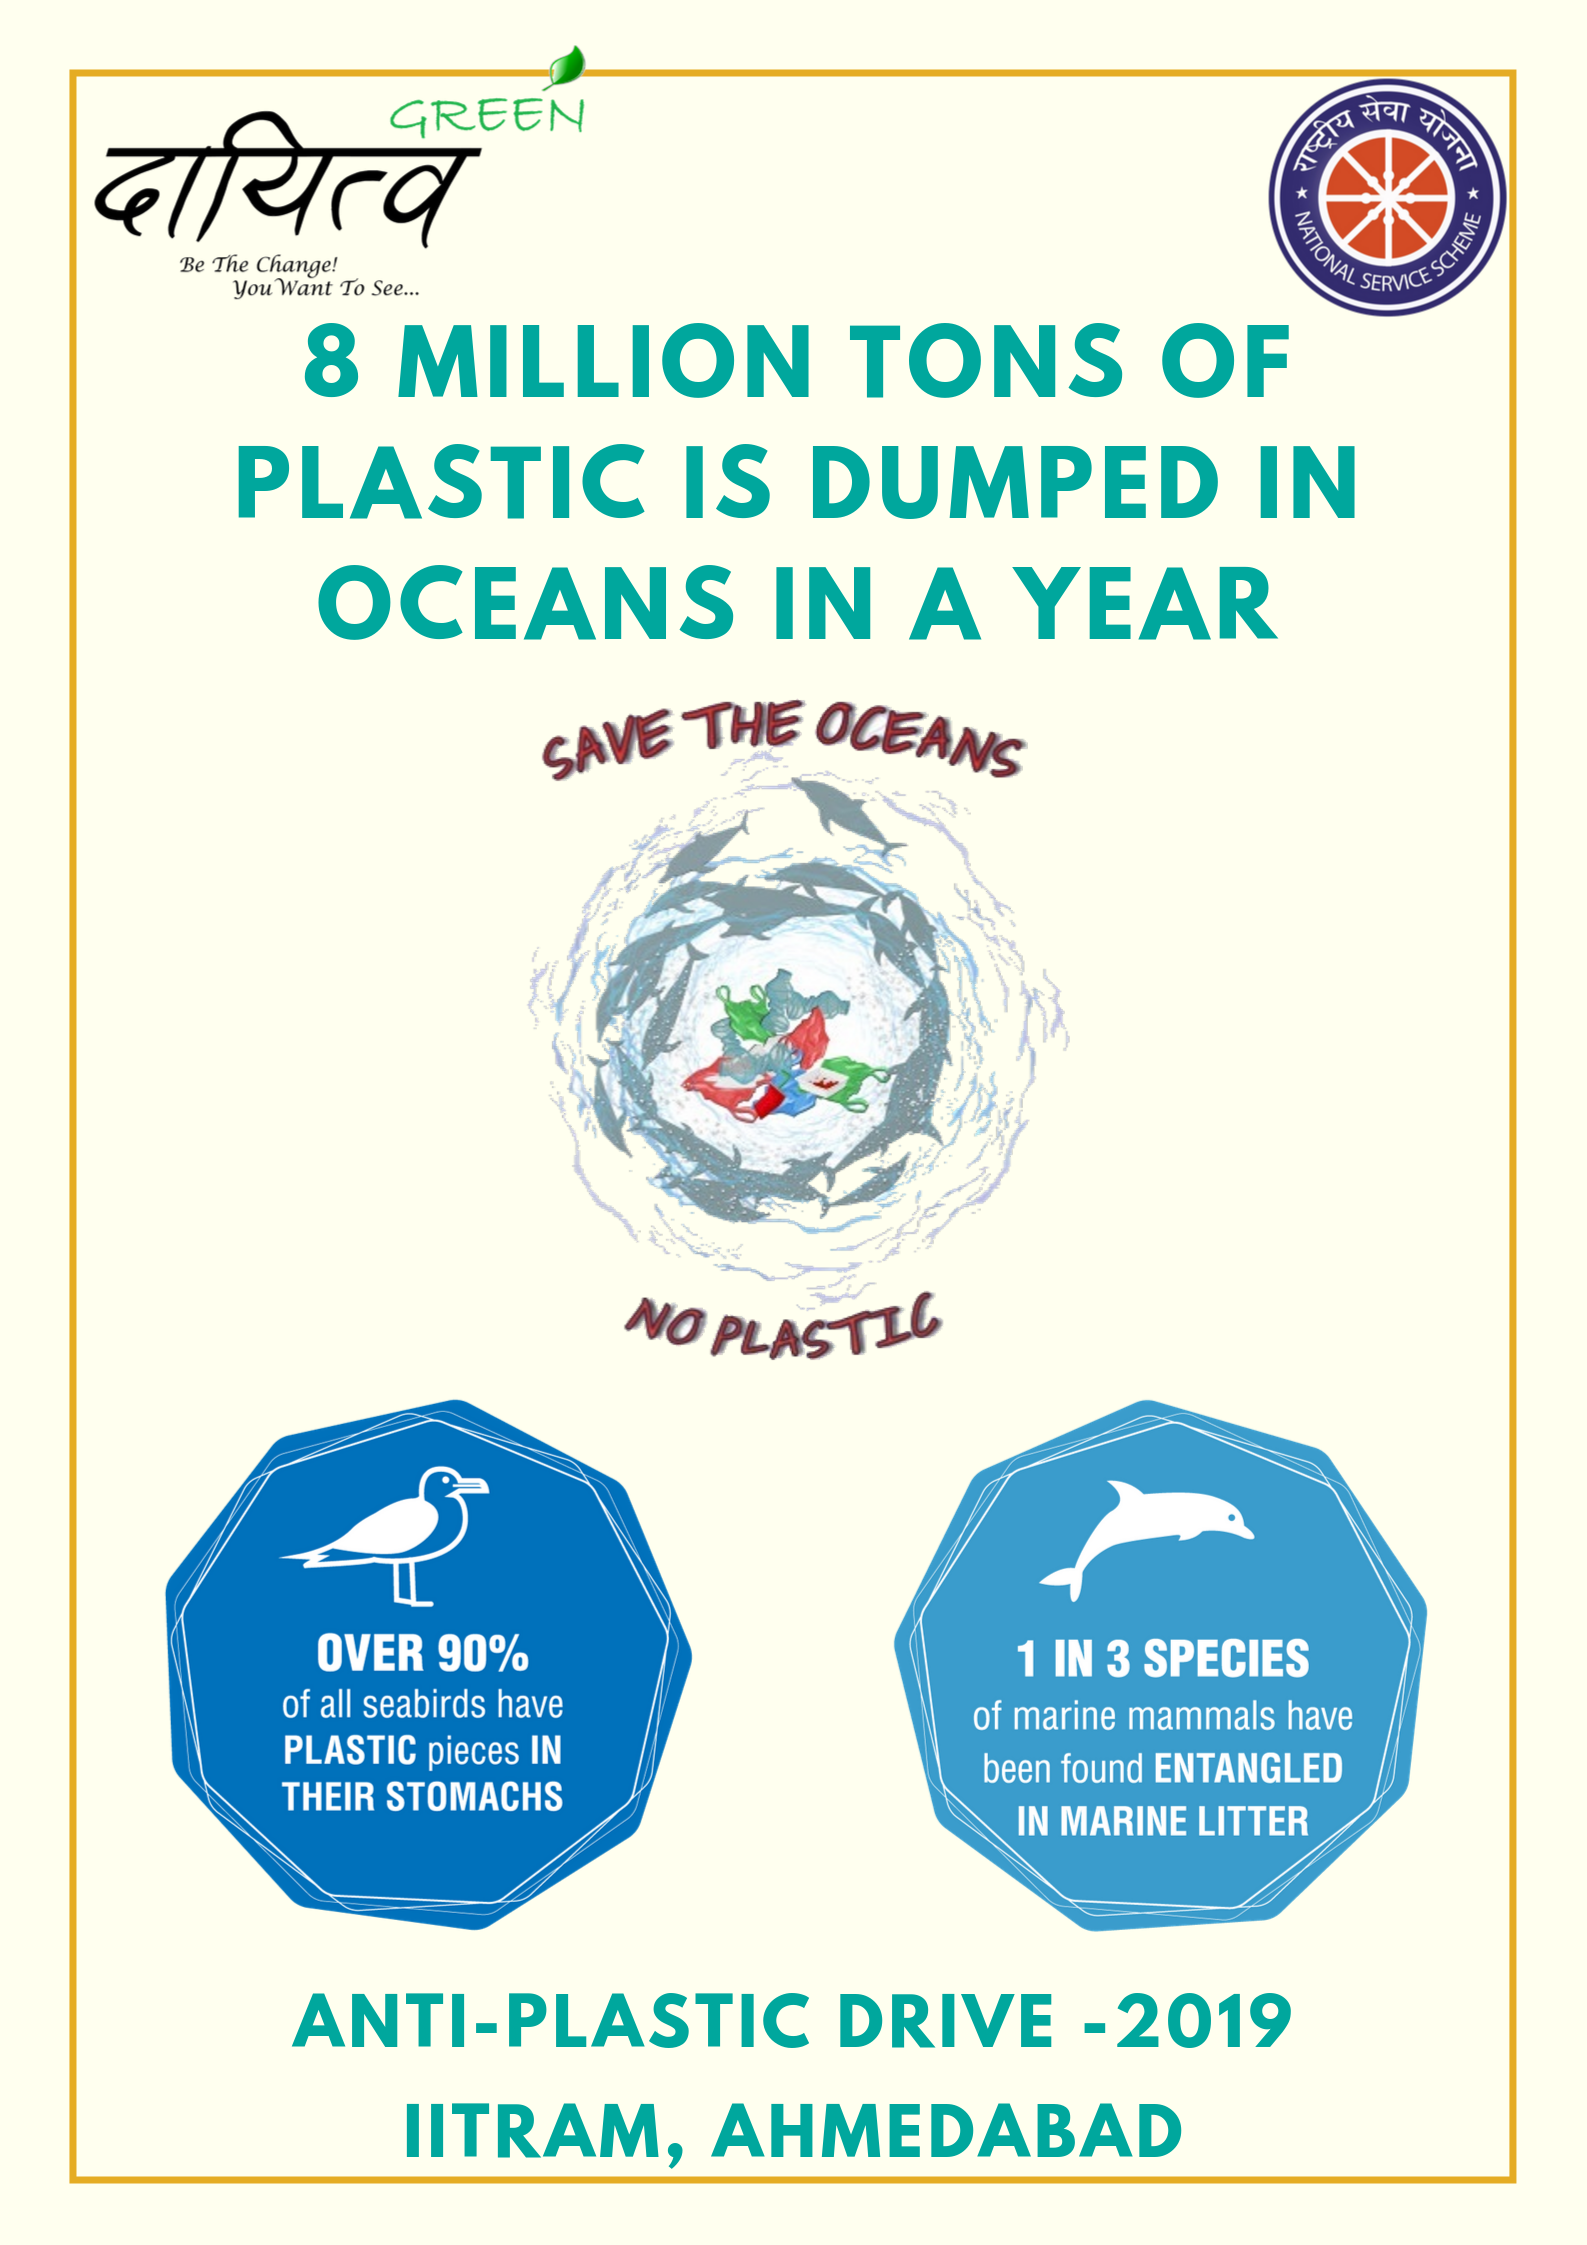 GREEN
दायित्व
Be The Change!
You Want To See...
राष्ट्रीय सेवा योजना
NATIONAL SERVICE SCHEME
8 MILLION TONS OF
PLASTIC IS DUMPED IN
OCEANS IN A YEAR
SAVE THE OCEANS
NO PLASTIC
OVER 90%
of all seabirds have
PLASTIC pieces IN
THEIR STOMACHS
1 IN 3 SPECIES
of marine mammals have
been found ENTANGLED
IN MARINE LITTER
ANTI-PLASTIC DRIVE -2019
IITRAM, AHMEDABAD